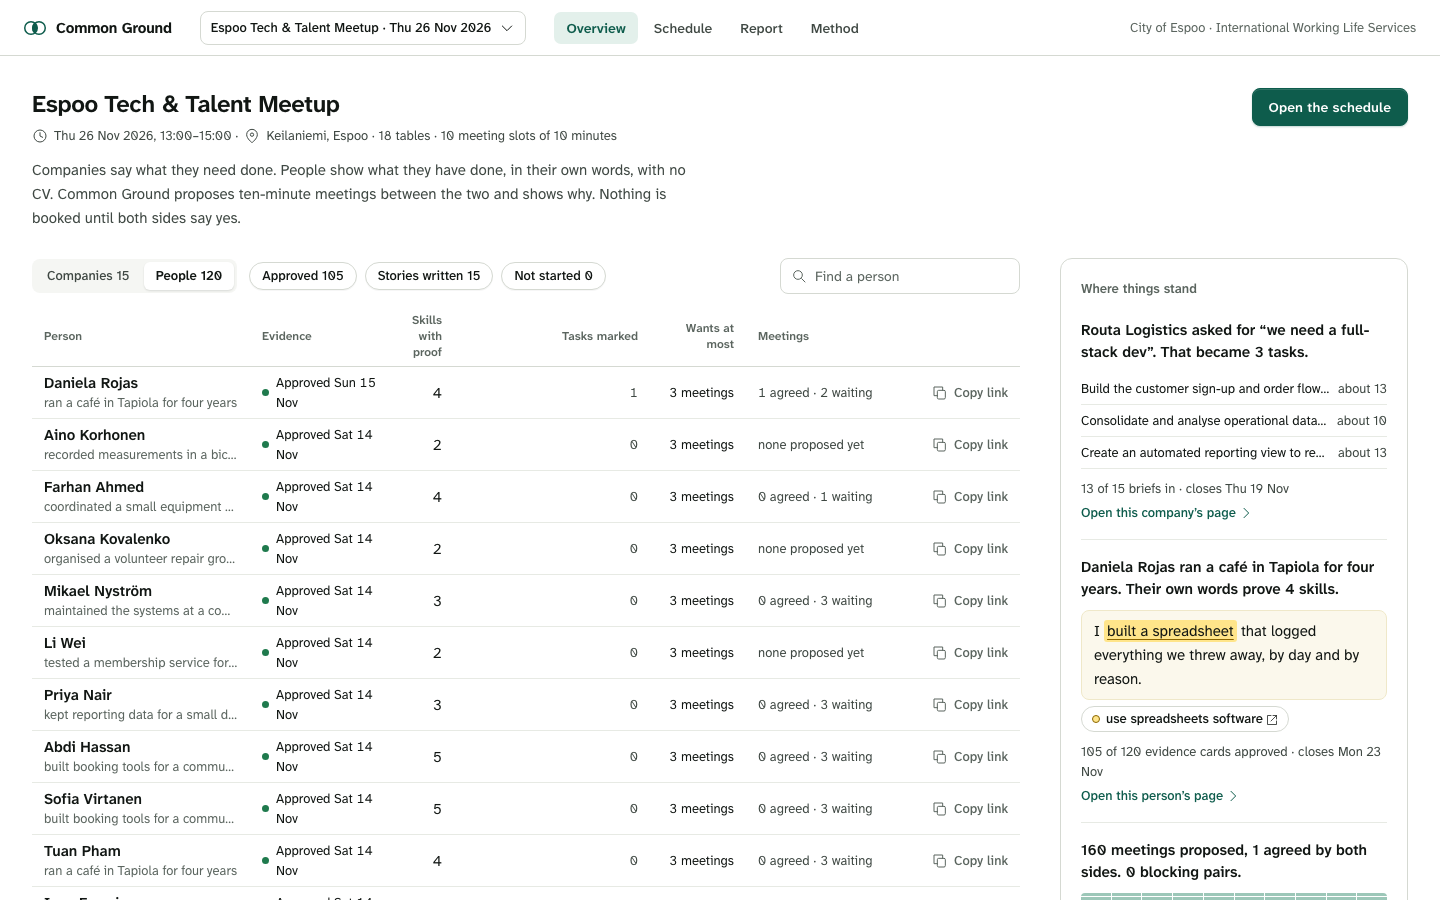 Common Ground
Espoo Tech & Talent Meetup · Thu 26 Nov 2026
Overview
Schedule
Report
Method
City of Espoo · International Working Life Services
Espoo Tech & Talent Meetup
Open the schedule
Thu 26 Nov 2026, 13:00–15:00 · Keilaniemi, Espoo · 18 tables · 10 meeting slots of 10 minutes
Companies say what they need done. People show what they have done, in their own words, with no
CV. Common Ground proposes ten-minute meetings between the two and shows why. Nothing is
booked until both sides say yes.
Companies 15
People 120
Approved 105
Stories written 15
Not started 0
Find a person
Person
Evidence
Skills
with
proof
Tasks marked
Wants at
most
Meetings
Daniela Rojas
ran a café in Tapiola for four years
Approved Sun 15
Nov
4
1
3 meetings
1 agreed · 2 waiting
Copy link
Aino Korhonen
recorded measurements in a bic...
Approved Sat 14
Nov
2
0
3 meetings
none proposed yet
Copy link
Farhan Ahmed
coordinated a small equipment ...
Approved Sat 14
Nov
4
0
3 meetings
0 agreed · 1 waiting
Copy link
Oksana Kovalenko
organised a volunteer repair gro...
Approved Sat 14
Nov
2
0
3 meetings
none proposed yet
Copy link
Mikael Nyström
maintained the systems at a co...
Approved Sat 14
Nov
3
0
3 meetings
0 agreed · 3 waiting
Copy link
Li Wei
tested a membership service for...
Approved Sat 14
Nov
2
0
3 meetings
none proposed yet
Copy link
Priya Nair
kept reporting data for a small d...
Approved Sat 14
Nov
3
0
3 meetings
0 agreed · 3 waiting
Copy link
Abdi Hassan
built booking tools for a commu...
Approved Sat 14
Nov
5
0
3 meetings
0 agreed · 3 waiting
Copy link
Sofia Virtanen
built booking tools for a commu...
Approved Sat 14
Nov
5
0
3 meetings
0 agreed · 3 waiting
Copy link
Tuan Pham
ran a café in Tapiola for four years
Approved Sat 14
Nov
4
0
3 meetings
0 agreed · 3 waiting
Copy link
Where things stand
Routa Logistics asked for “we need a full-
stack dev”. That became 3 tasks.
Build the customer sign-up and order flow... about 13
Consolidate and analyse operational data... about 10
Create an automated reporting view to re... about 13
13 of 15 briefs in · closes Thu 19 Nov
Open this company's page
Daniela Rojas ran a café in Tapiola for four
years. Their own words prove 4 skills.
I built a spreadsheet that logged
everything we threw away, by day and by
reason.
use spreadsheets software
105 of 120 evidence cards approved · closes Mon 23
Nov
Open this person's page
160 meetings proposed, 1 agreed by both
sides. 0 blocking pairs.